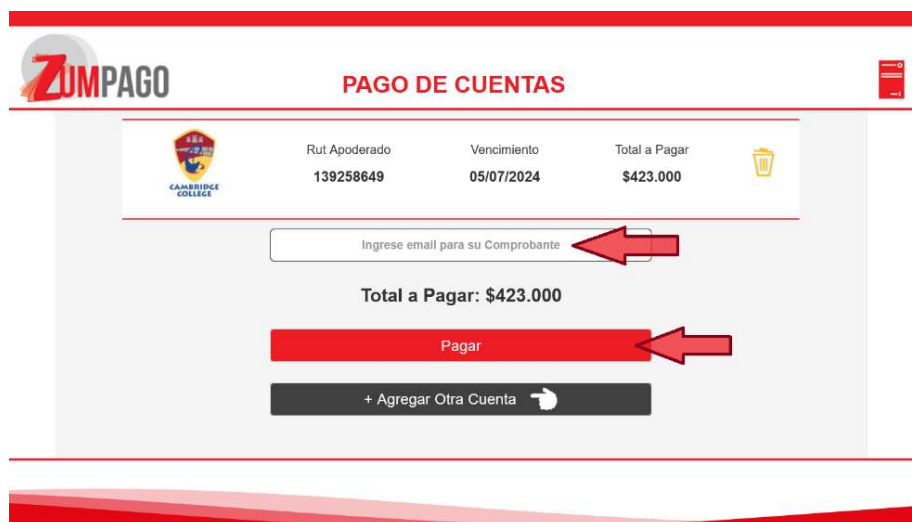 ZUMPAGO
PAGO DE CUENTAS
CAMBRIDGE
COLLEGE
Rut Apoderado
139258649
Vencimiento
05/07/2024
Total a Pagar
$423.000
Ingrese email para su Comprobante
Total a Pagar: $423.000
Pagar
+ Agregar Otra Cuenta